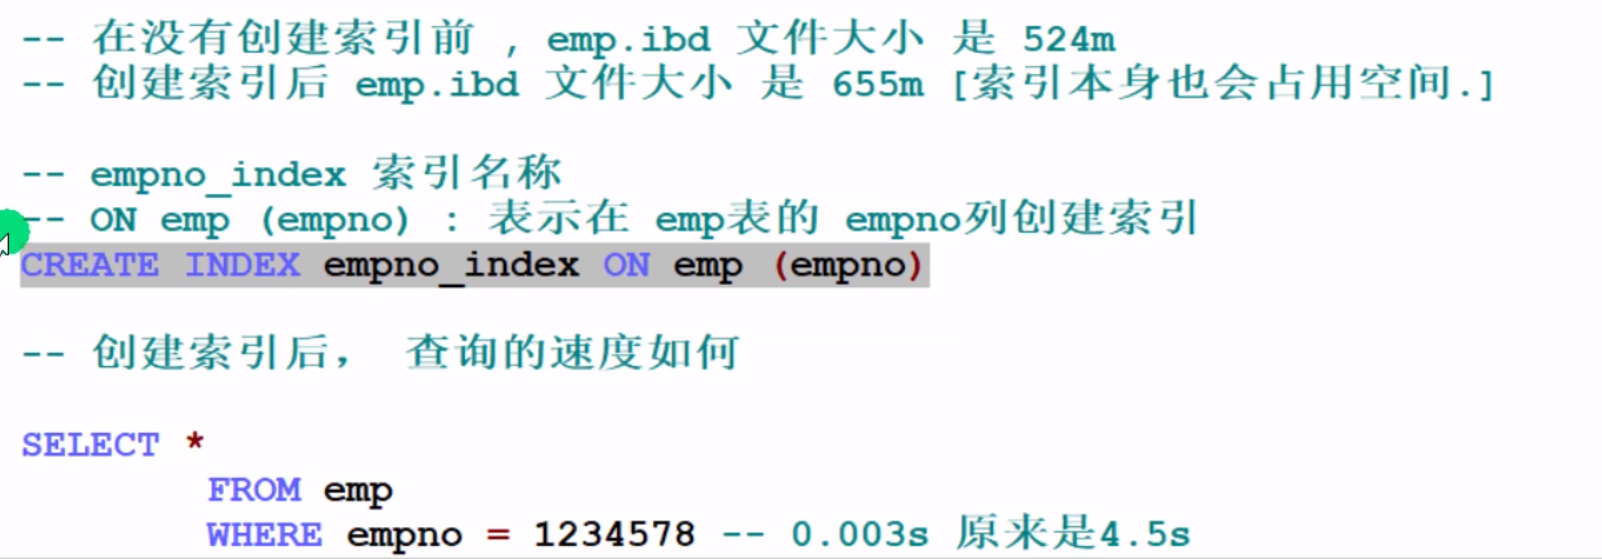 -- 在没有创建索引前 , emp.ibd 文件大小 是 524m
-- 创建索引后 emp.ibd 文件大小 是 655m [索引本身也会占用空间.]
-- empno_index 索引名称
-- ON emp (empno) : 表示在 emp表的 empno列创建索引
CREATE INDEX empno_index ON emp (empno)
-- 创建索引后， 查询的速度如何
SELECT *
FROM emp
WHERE empno = 1234578 -- 0.003s 原来是4.5s